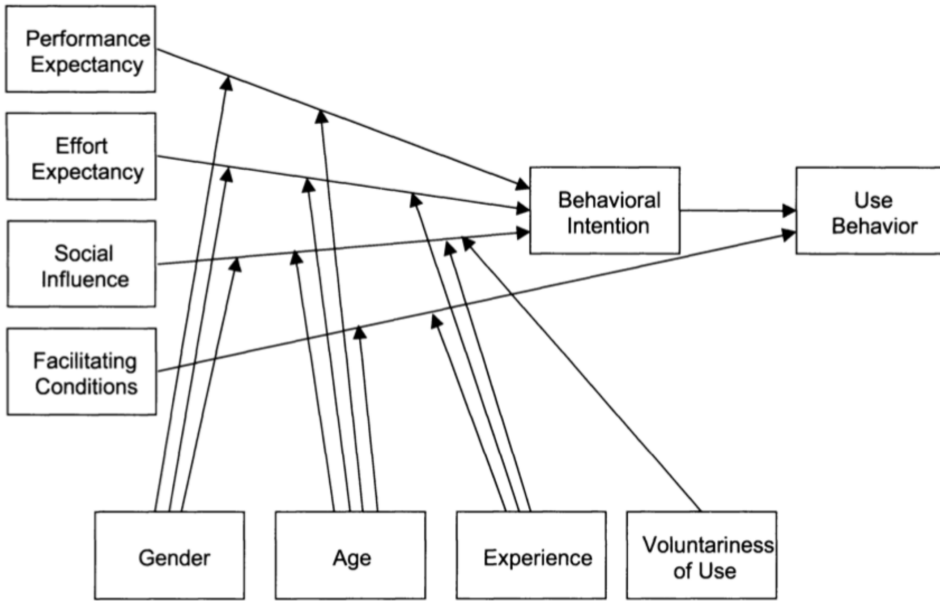 Performance
Expectancy
Effort
Expectancy
Social
Influence
Facilitating
Conditions
Behavioral
Intention
Use
Behavior
Gender
Age
Experience
Voluntariness
of Use